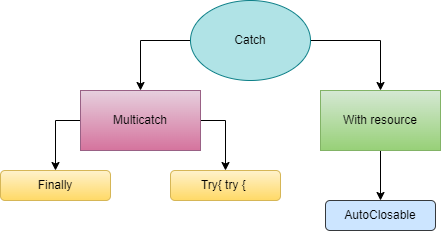 Catch
Multicatch
With resource
Finally
Try{ try {
AutoClosable